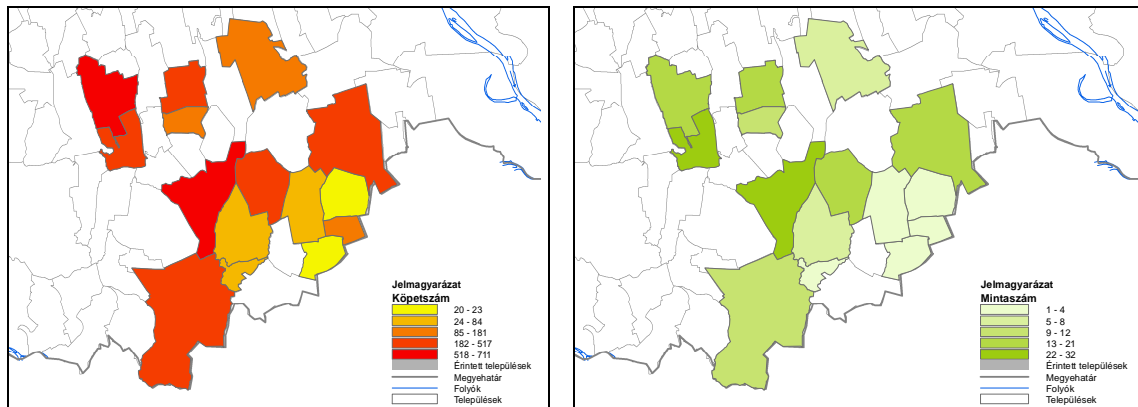 Jelmagyarázat
Köpetszám
20 - 23
24 - 84
85 - 181
182 - 517
518 - 711
Érintett települések
Megyehatár
Folyók
Települések
Jelmagyarázat
Mintaszám
1 - 4
5 - 8
9 - 12
13 - 21
22 - 32
Érintett települések
Megyehatár
Folyók
Települések